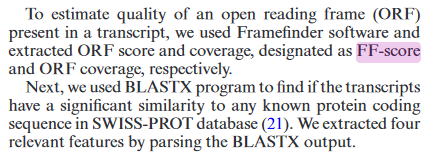 To estimate quality of an open reading frame (ORF)
present in a transcript, we used Framefinder software and
extracted ORF score and coverage, designated as FF-score
and ORF coverage, respectively.
Next, we used BLASTX program to find if the transcripts
have a significant similarity to any known protein coding
sequence in SWISS-PROT database (21). We extracted four
relevant features by parsing the BLASTX output.